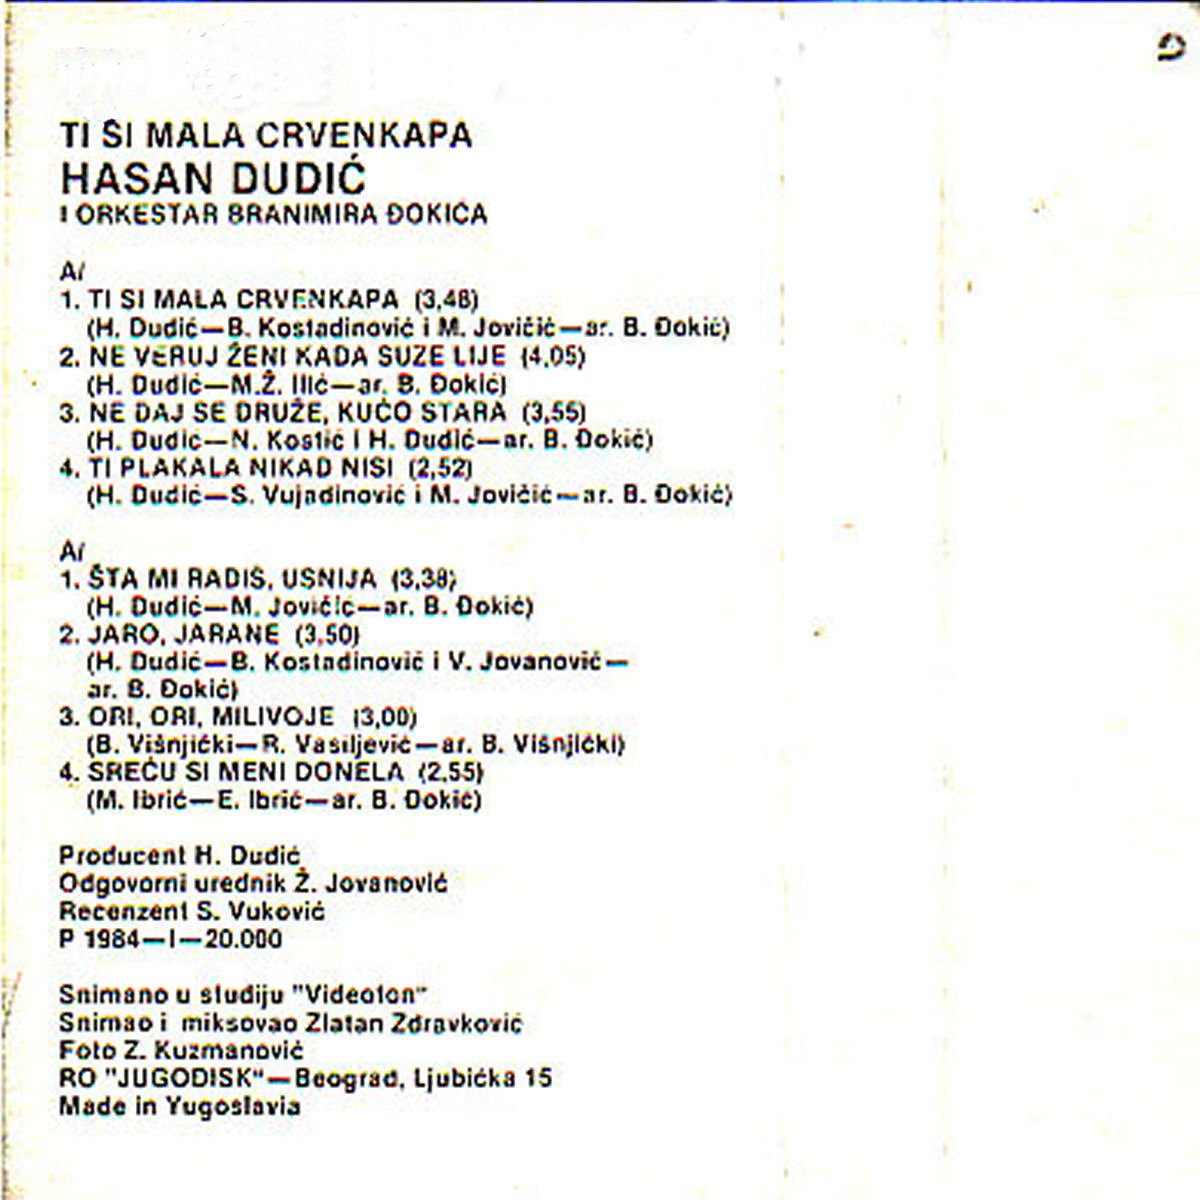 TI SI MALA CRVENKAPA
HASAN DUDIĆ
I ORKESTAR BRANIMIRA ĐOKIĆA
A/
1. TI SI MALA CRVENKAPA (3,48)
(H. Dudić—B. Kostadinović i M. Jovičić—ar. B. Đokić)
2. NE VERUJ ŽENI KADA SUZE LIJE (4,05)
(H. Dudić—M.Ž. Ilić—ar. B. Đokić)
3. NE DAJ SE DRUŽE, KUĆO STARA (3,55)
(H. Dudić—N. Kostić i H. Dudić—ar. B. Đokić)
4. TI PLAKALA NIKAD NISI (2,52)
(H. Dudić—S. Vujadinović i M. Jovičić—ar. B. Đokić)
A/
1. ŠTA MI RADIŠ, USNIJA (3,38)
(H. Dudić—M. Jovičić—ar. B. Đokić)
2. JARO, JARANE (3,50)
(H. Dudić—B. Kostadinović i V. Jovanović—
ar. B. Đokić)
3. ORI, ORI, MILIVOJE (3,00)
(B. Višnjički—R. Vasiljević—ar. B. Višnjički)
4. SREĆU SI MENI DONELA (2,55)
(M. Ibrić—E. Ibrić—ar. B. Đokić)
Producent H. Dudić
Odgovorni urednik Ž. Jovanović
Recenzent S. Vuković
P 1984—I—20.000
Snimano u studiju "Videoton"
Snimao i miksovao Zlatan Zdravković
Foto Z. Kuzmanović
RO "JUGODISK"—Beograd, Ljubićka 15
Made in Yugoslavia